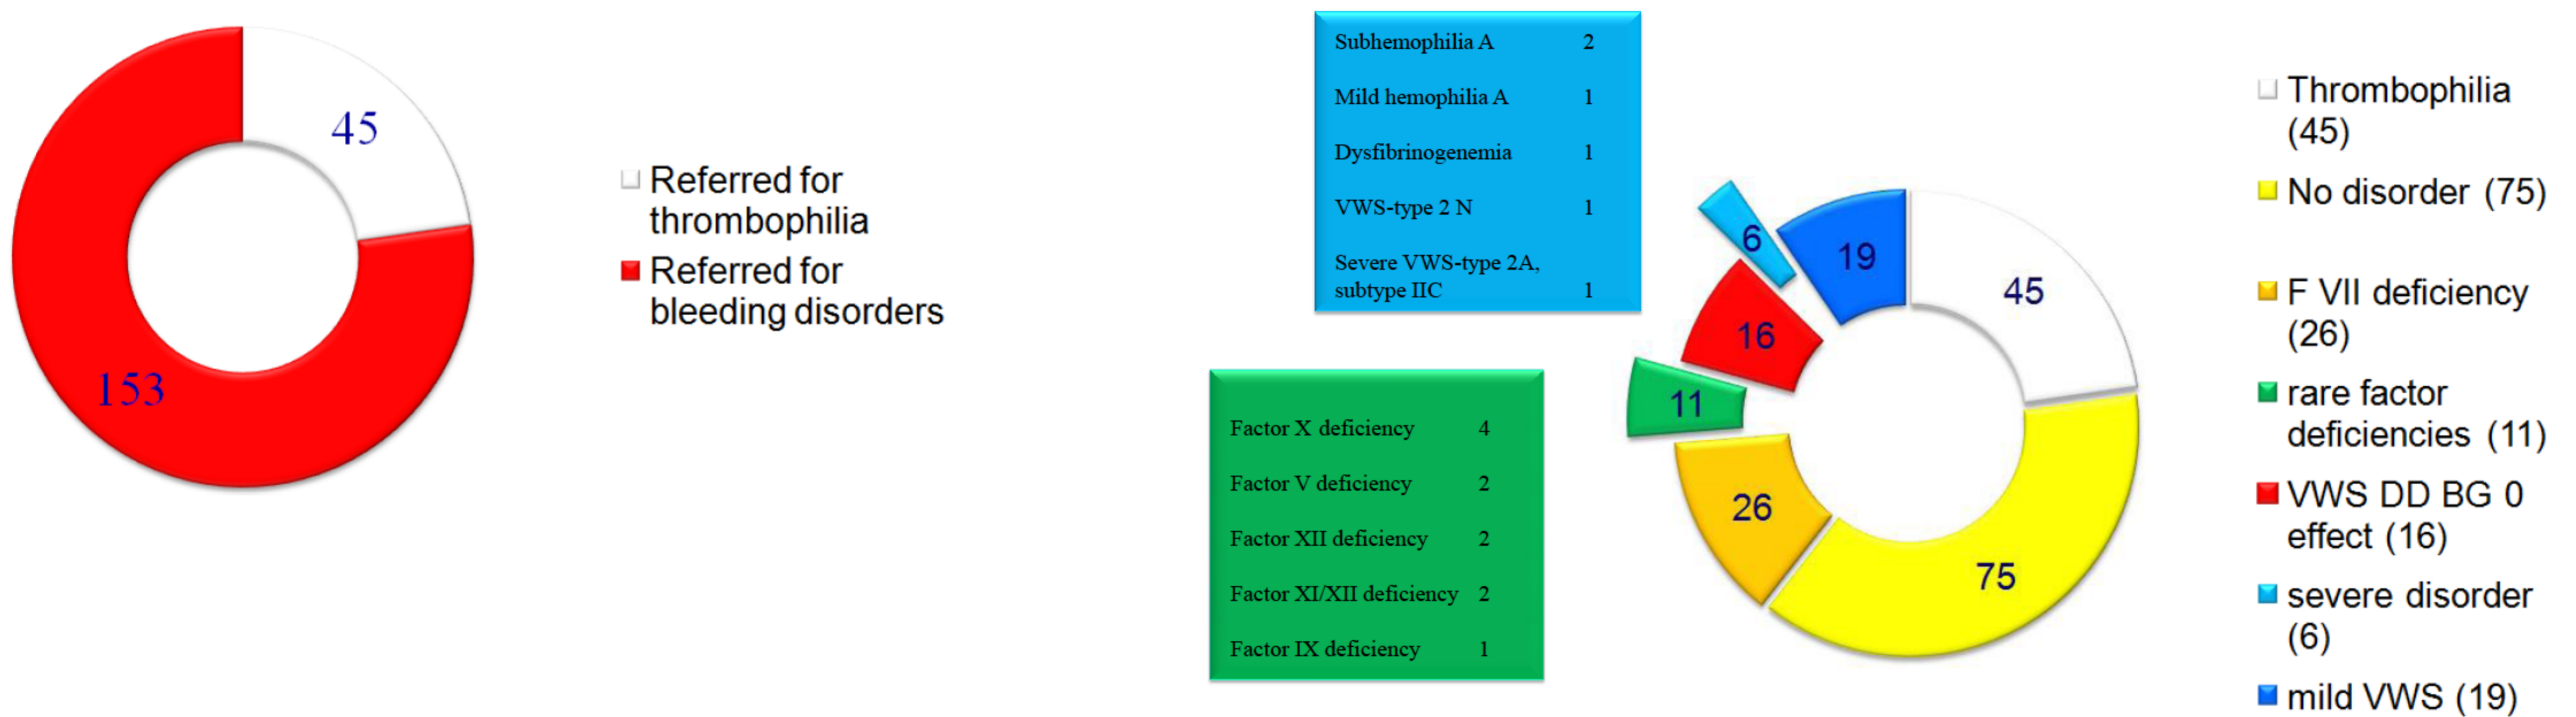 45
153
Referred for
thrombophilia
Referred for
bleeding disorders
Subhemophilia A 2
Mild hemophilia A 1
Dysfibrinogenemia 1
VWS-type 2 N 1
Severe VWS-type 2A,
subtype IIC 1
Factor X deficiency 4
Factor V deficiency 2
Factor XII deficiency 2
Factor XI/XII deficiency 2
Factor IX deficiency 1
6
19
45
16
11
26
75
Thrombophilia
(45)
No disorder (75)
F VII deficiency
(26)
rare factor
deficiencies (11)
VWS DD BG 0
effect (16)
severe disorder
(6)
mild VWS (19)